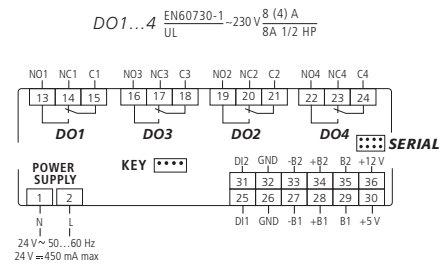 DO1...4 EN60730-1 / UL ~230 V 8 (4) A / 8A 1/2 HP
NO1 NC1 C1 NO3 NC3 C3 NO2 NC2 C2 NO4 NC4 C4
13 14 15 16 17 18 19 20 21 22 23 24
DO1 DO3 DO2 DO4
SERIAL
POWER SUPPLY
KEY
DI2 GND -B2 +B2 B2 +12 V
31 32 33 34 35 36
1 2
25 26 27 28 29 30
N L
DI1 GND -B1 +B1 B1 +5 V
24 V ~ 50...60 Hz
24 V ⎓ 450 mA max